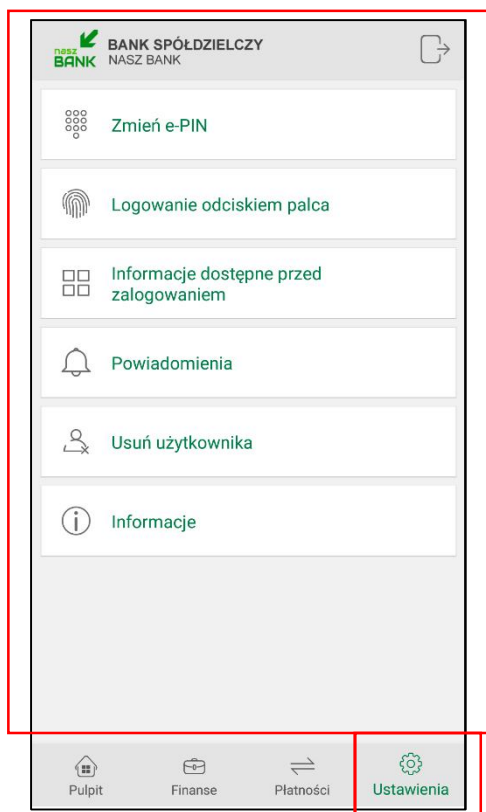 nasz
BANK
BANK SPÓŁDZIELCZY
NASZ BANK
Zmień e-PIN
Logowanie odciskiem palca
Informacje dostępne przed
zalogowaniem
Powiadomienia
Usuń użytkownika
Informacje
Pulpit
Finanse
Płatności
Ustawienia